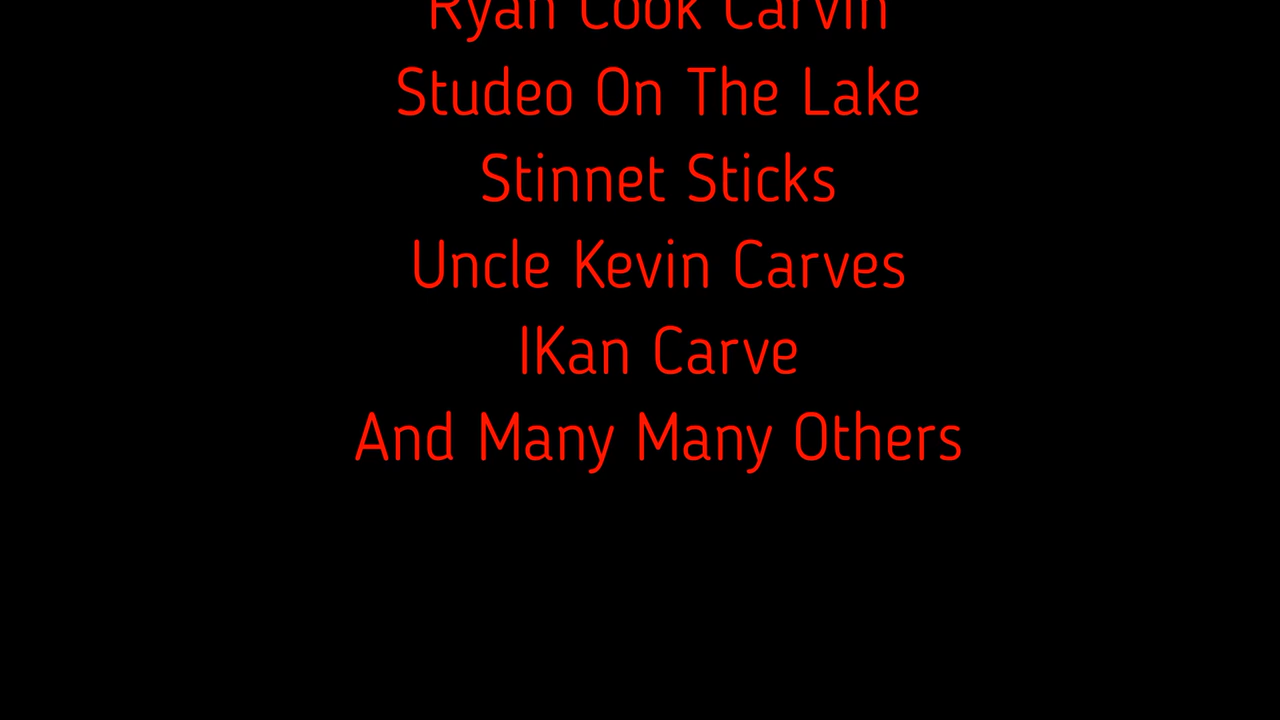 Ryan Cook Carvin
Studeo On The Lake
Stinnet Sticks
Uncle Kevin Carves
IKan Carve
And Many Many Others